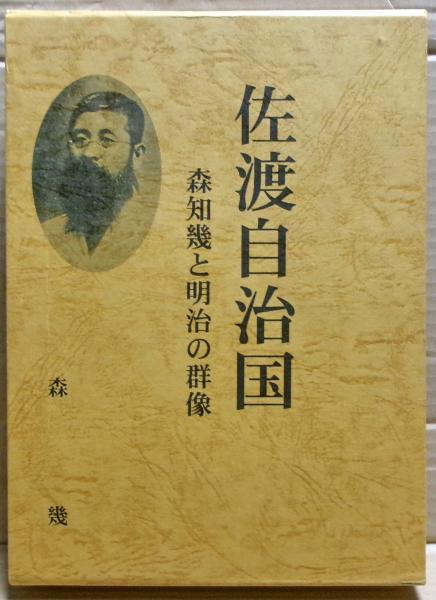 佐渡自治国
森知幾と明治の群像
森 幾